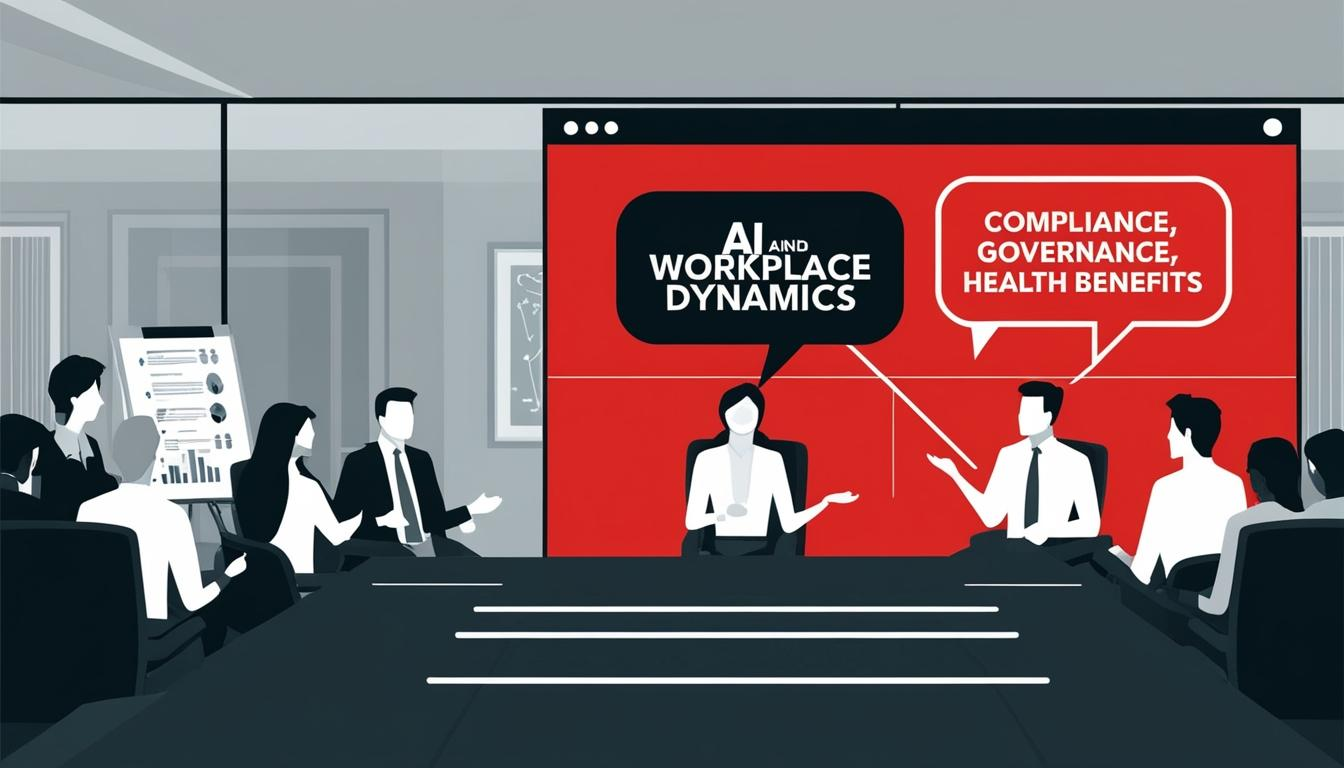 AI AND
WORKPLACE
DYNAMICS
COMPLIANCE,
GOVERNANCE,
HEALTH BENEFITS